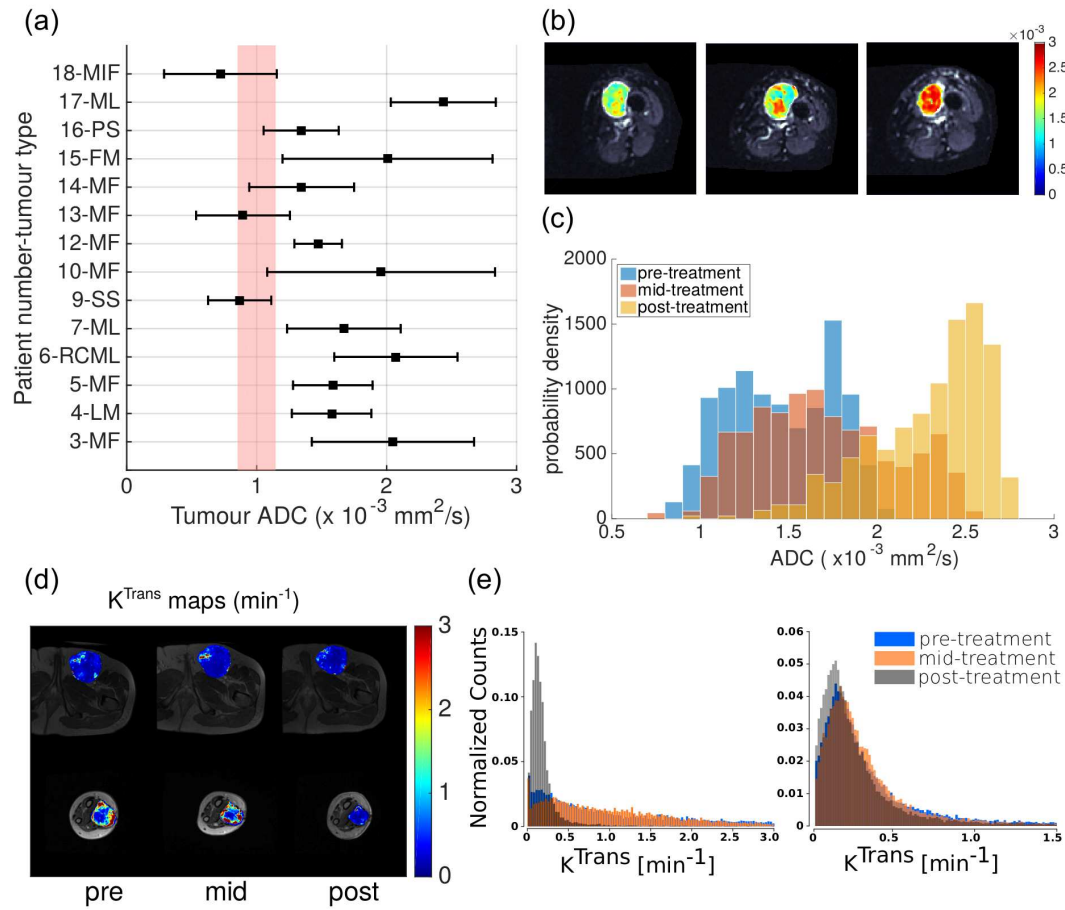 (a)
18-MIF
17-ML
16-PS
15-FM
14-MF
13-MF
12-MF
10-MF
9-SS
7-ML
6-RCML
5-MF
4-LM
3-MF
Patient number-tumour type
0 1 2 3
Tumour ADC (x 10⁻³ mm²/s)
(b)
×10⁻³
3
2.5
2
1.5
1
0.5
0
(c)
2000
1500
1000
500
0
probability density
pre-treatment
mid-treatment
post-treatment
0.5 1 1.5 2 2.5 3
ADC ( x10⁻³ mm²/s)
(d)
K^Trans maps (min⁻¹)
3
2
1
0
pre mid post
(e)
Normalized Counts
0.15
0.10
0.05
0
0 0.5 1.0 1.5 2.0 2.5 3.0
K^Trans [min⁻¹]
0.06
0.05
0.04
0.03
0.02
0.01
0
pre-treatment
mid-treatment
post-treatment
0 0.5 1.0 1.5
K^Trans [min⁻¹]